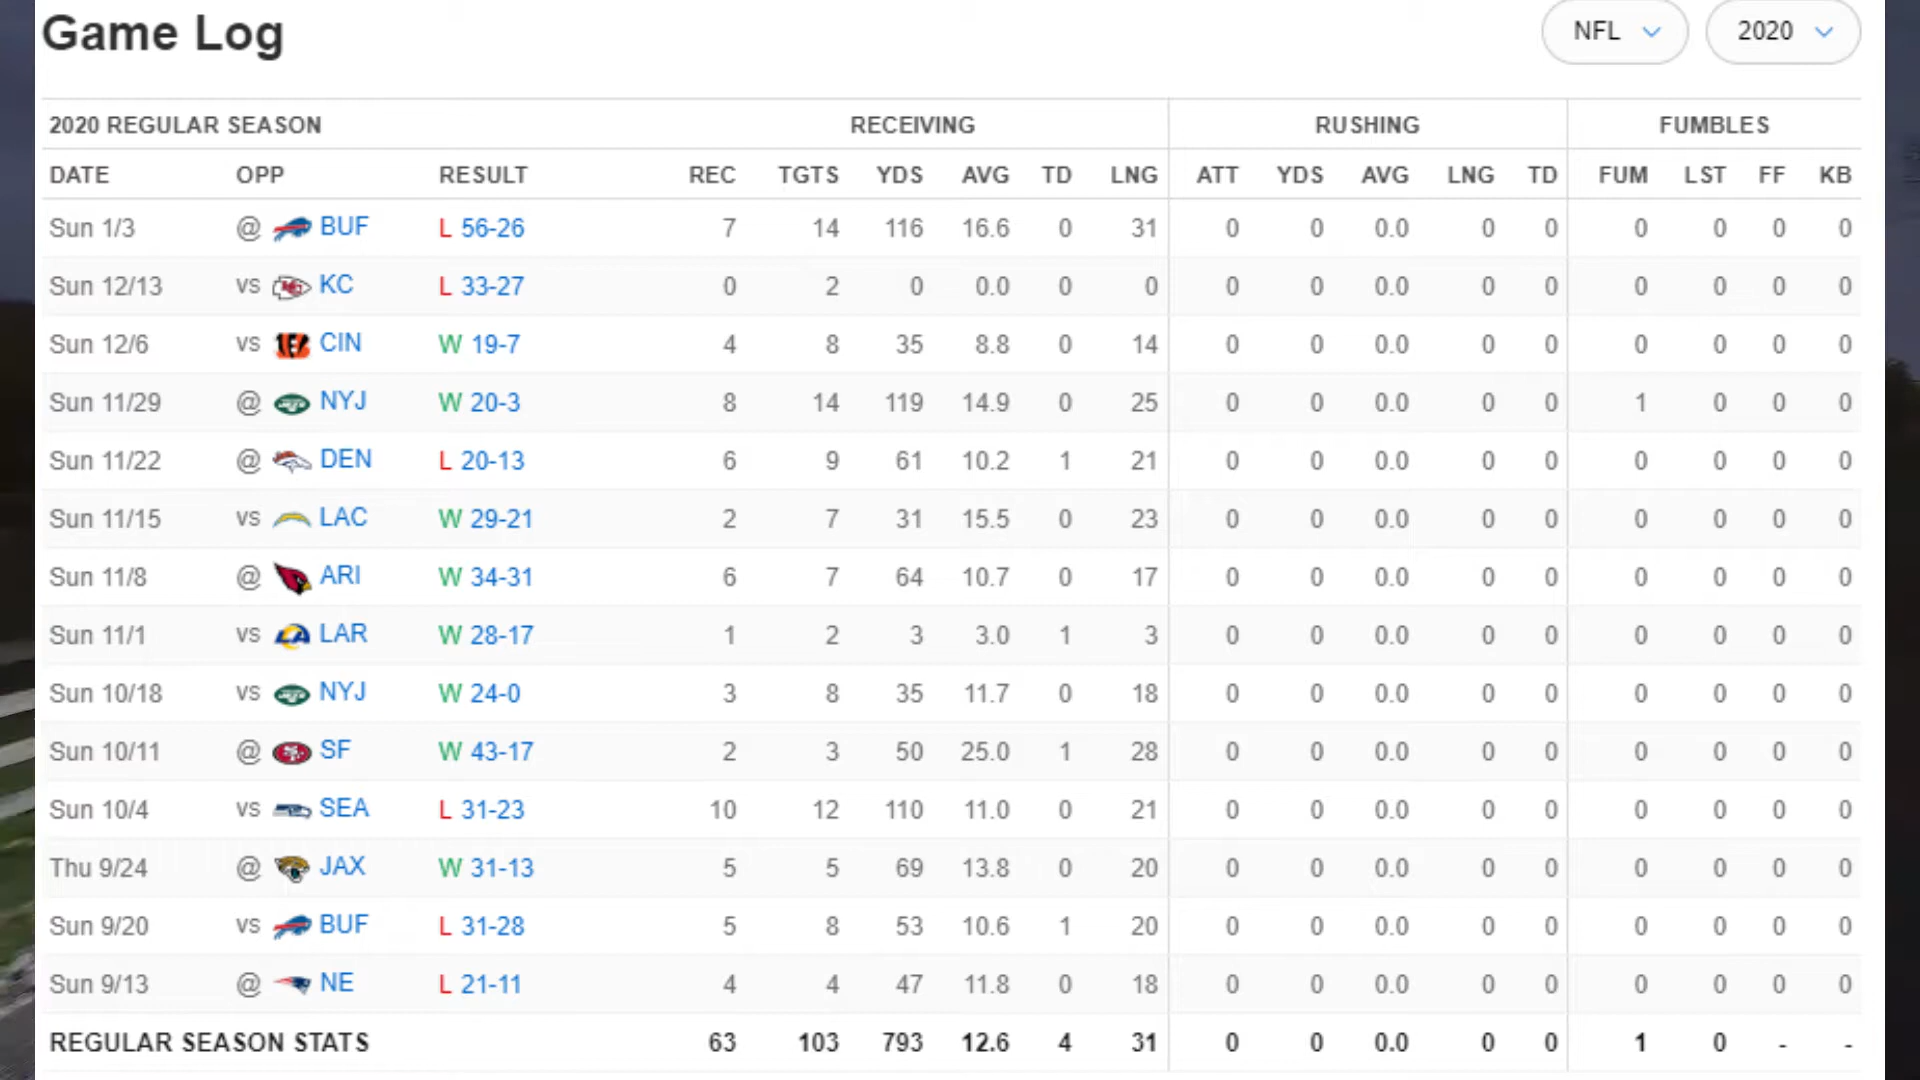 Game Log
NFL 2020
2020 REGULAR SEASON RECEIVING RUSHING FUMBLES
DATE OPP RESULT REC TGTS YDS AVG TD LNG ATT YDS AVG LNG TD FUM LST FF KB
Sun 1/3 @ BUF L 56-26 7 14 116 16.6 0 31 0 0 0.0 0 0 0 0 0 0
Sun 12/13 vs KC L 33-27 0 2 0 0.0 0 0 0 0 0.0 0 0 0 0 0 0
Sun 12/6 vs CIN W 19-7 4 8 35 8.8 0 14 0 0 0.0 0 0 0 0 0 0
Sun 11/29 @ NYJ W 20-3 8 14 119 14.9 0 25 0 0 0.0 0 0 1 0 0 0
Sun 11/22 @ DEN L 20-13 6 9 61 10.2 1 21 0 0 0.0 0 0 0 0 0 0
Sun 11/15 vs LAC W 29-21 2 7 31 15.5 0 23 0 0 0.0 0 0 0 0 0 0
Sun 11/8 @ ARI W 34-31 6 7 64 10.7 0 17 0 0 0.0 0 0 0 0 0 0
Sun 11/1 vs LAR W 28-17 1 2 3 3.0 1 3 0 0 0.0 0 0 0 0 0 0
Sun 10/18 vs NYJ W 24-0 3 8 35 11.7 0 18 0 0 0.0 0 0 0 0 0 0
Sun 10/11 @ SF W 43-17 2 3 50 25.0 1 28 0 0 0.0 0 0 0 0 0 0
Sun 10/4 vs SEA L 31-23 10 12 110 11.0 0 21 0 0 0.0 0 0 0 0 0 0
Thu 9/24 @ JAX W 31-13 5 5 69 13.8 0 20 0 0 0.0 0 0 0 0 0 0
Sun 9/20 vs BUF L 31-28 5 8 53 10.6 1 20 0 0 0.0 0 0 0 0 0 0
Sun 9/13 @ NE L 21-11 4 4 47 11.8 0 18 0 0 0.0 0 0 0 0 0 0
REGULAR SEASON STATS 63 103 793 12.6 4 31 0 0 0.0 0 0 1 0 - -